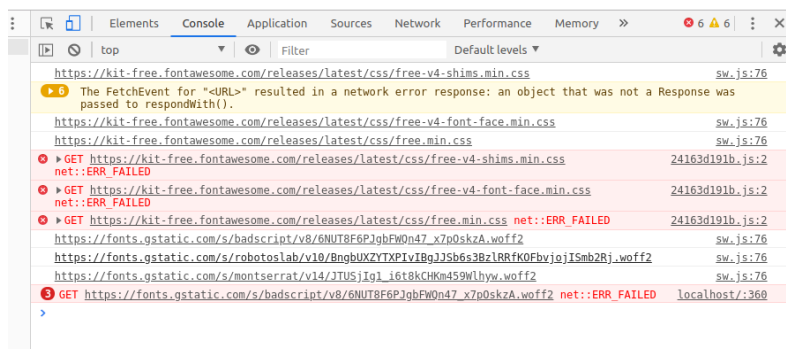 Elements Console Application Sources Network Performance Memory » 6 6
top Filter Default levels
https://kit-free.fontawesome.com/releases/latest/css/free-v4-shims.min.css sw.js:76
6 The FetchEvent for "<URL>" resulted in a network error response: an object that was not a Response was
passed to respondWith().
https://kit-free.fontawesome.com/releases/latest/css/free-v4-font-face.min.css sw.js:76
https://kit-free.fontawesome.com/releases/latest/css/free.min.css sw.js:76
GET https://kit-free.fontawesome.com/releases/latest/css/free-v4-shims.min.css 24163d191b.js:2
net::ERR_FAILED
GET https://kit-free.fontawesome.com/releases/latest/css/free-v4-font-face.min.css 24163d191b.js:2
net::ERR_FAILED
GET https://kit-free.fontawesome.com/releases/latest/css/free.min.css net::ERR_FAILED 24163d191b.js:2
https://fonts.gstatic.com/s/badscript/v8/6NUT8F6PJgbFWQn47_x7pOskzA.woff2 sw.js:76
https://fonts.gstatic.com/s/robotoslab/v10/BngbUXZYTXPIvIBgJJSb6s3BzlRRfKOFbvjojISmb2Rj.woff2 sw.js:76
https://fonts.gstatic.com/s/montserrat/v14/JTUSjIg1_i6t8kCHKm459Wlhyw.woff2 sw.js:76
3 GET https://fonts.gstatic.com/s/badscript/v8/6NUT8F6PJgbFWQn47_x7pOskzA.woff2 net::ERR_FAILED localhost/:360